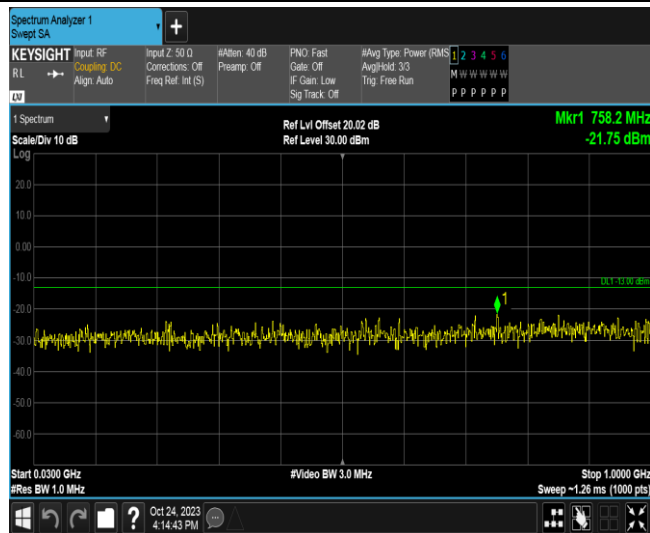 Spectrum Analyzer 1
Swept SA
+
KEYSIGHT
RL
LXI
Input: RF
Coupling: DC
Align: Auto
Input Z: 50 Ω
Corrections: Off
Freq Ref: Int (S)
#Atten: 40 dB
Preamp: Off
PNO: Fast
Gate: Off
IF Gain: Low
Sig Track: Off
#Avg Type: Power (RMS
Avg|Hold: 3/3
Trig: Free Run
1 2 3 4 5 6
M W W W W W
P P P P P P
1 Spectrum
Scale/Div 10 dB
Log
Ref Lvl Offset 20.02 dB
Ref Level 30.00 dBm
Mkr1 758.2 MHz
-21.75 dBm
20.0
10.0
0.00
-10.0
DL1 -13.00 dBm
1
-20.0
-30.0
-40.0
-50.0
-60.0
Start 0.0300 GHz
#Res BW 1.0 MHz
#Video BW 3.0 MHz
Stop 1.0000 GHz
Sweep ~1.26 ms (1000 pts)
?
Oct 24, 2023
4:14:43 PM